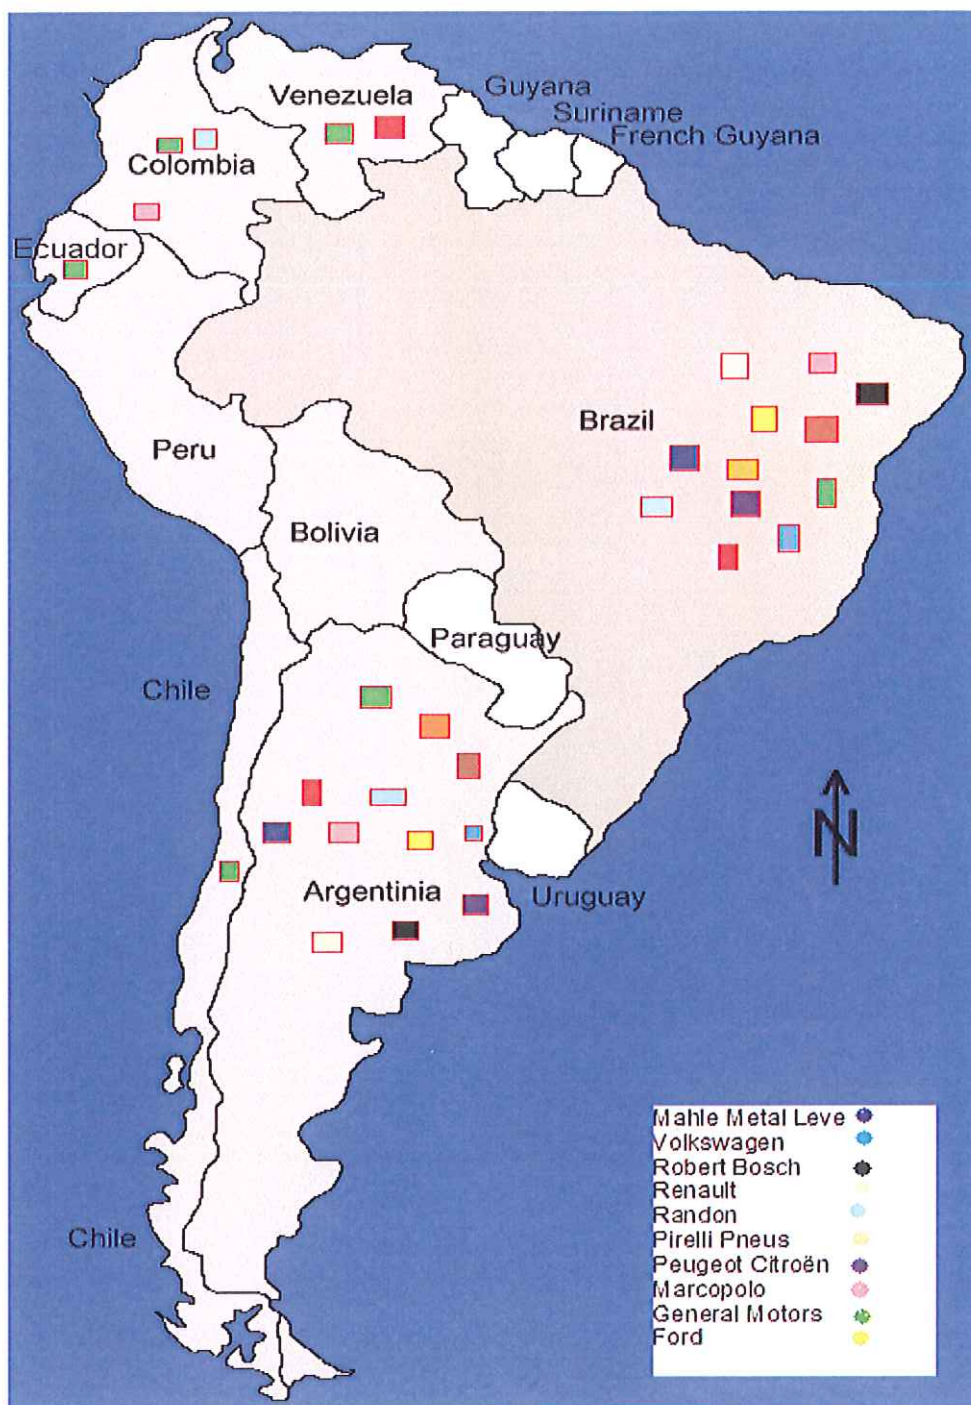 Guyana
Venezuela
Suriname
French Guyana
Colombia
Ecuador
Brazil
Peru
Bolivia
Paraguay
Chile
N
Argentinia
Uruguay
Mahle Metal Leve
Volkswagen
Robert Bosch
Renault
Randon
Pirelli Pneus
Peugeot Citroën
Marcopolo
General Motors
Ford
Chile